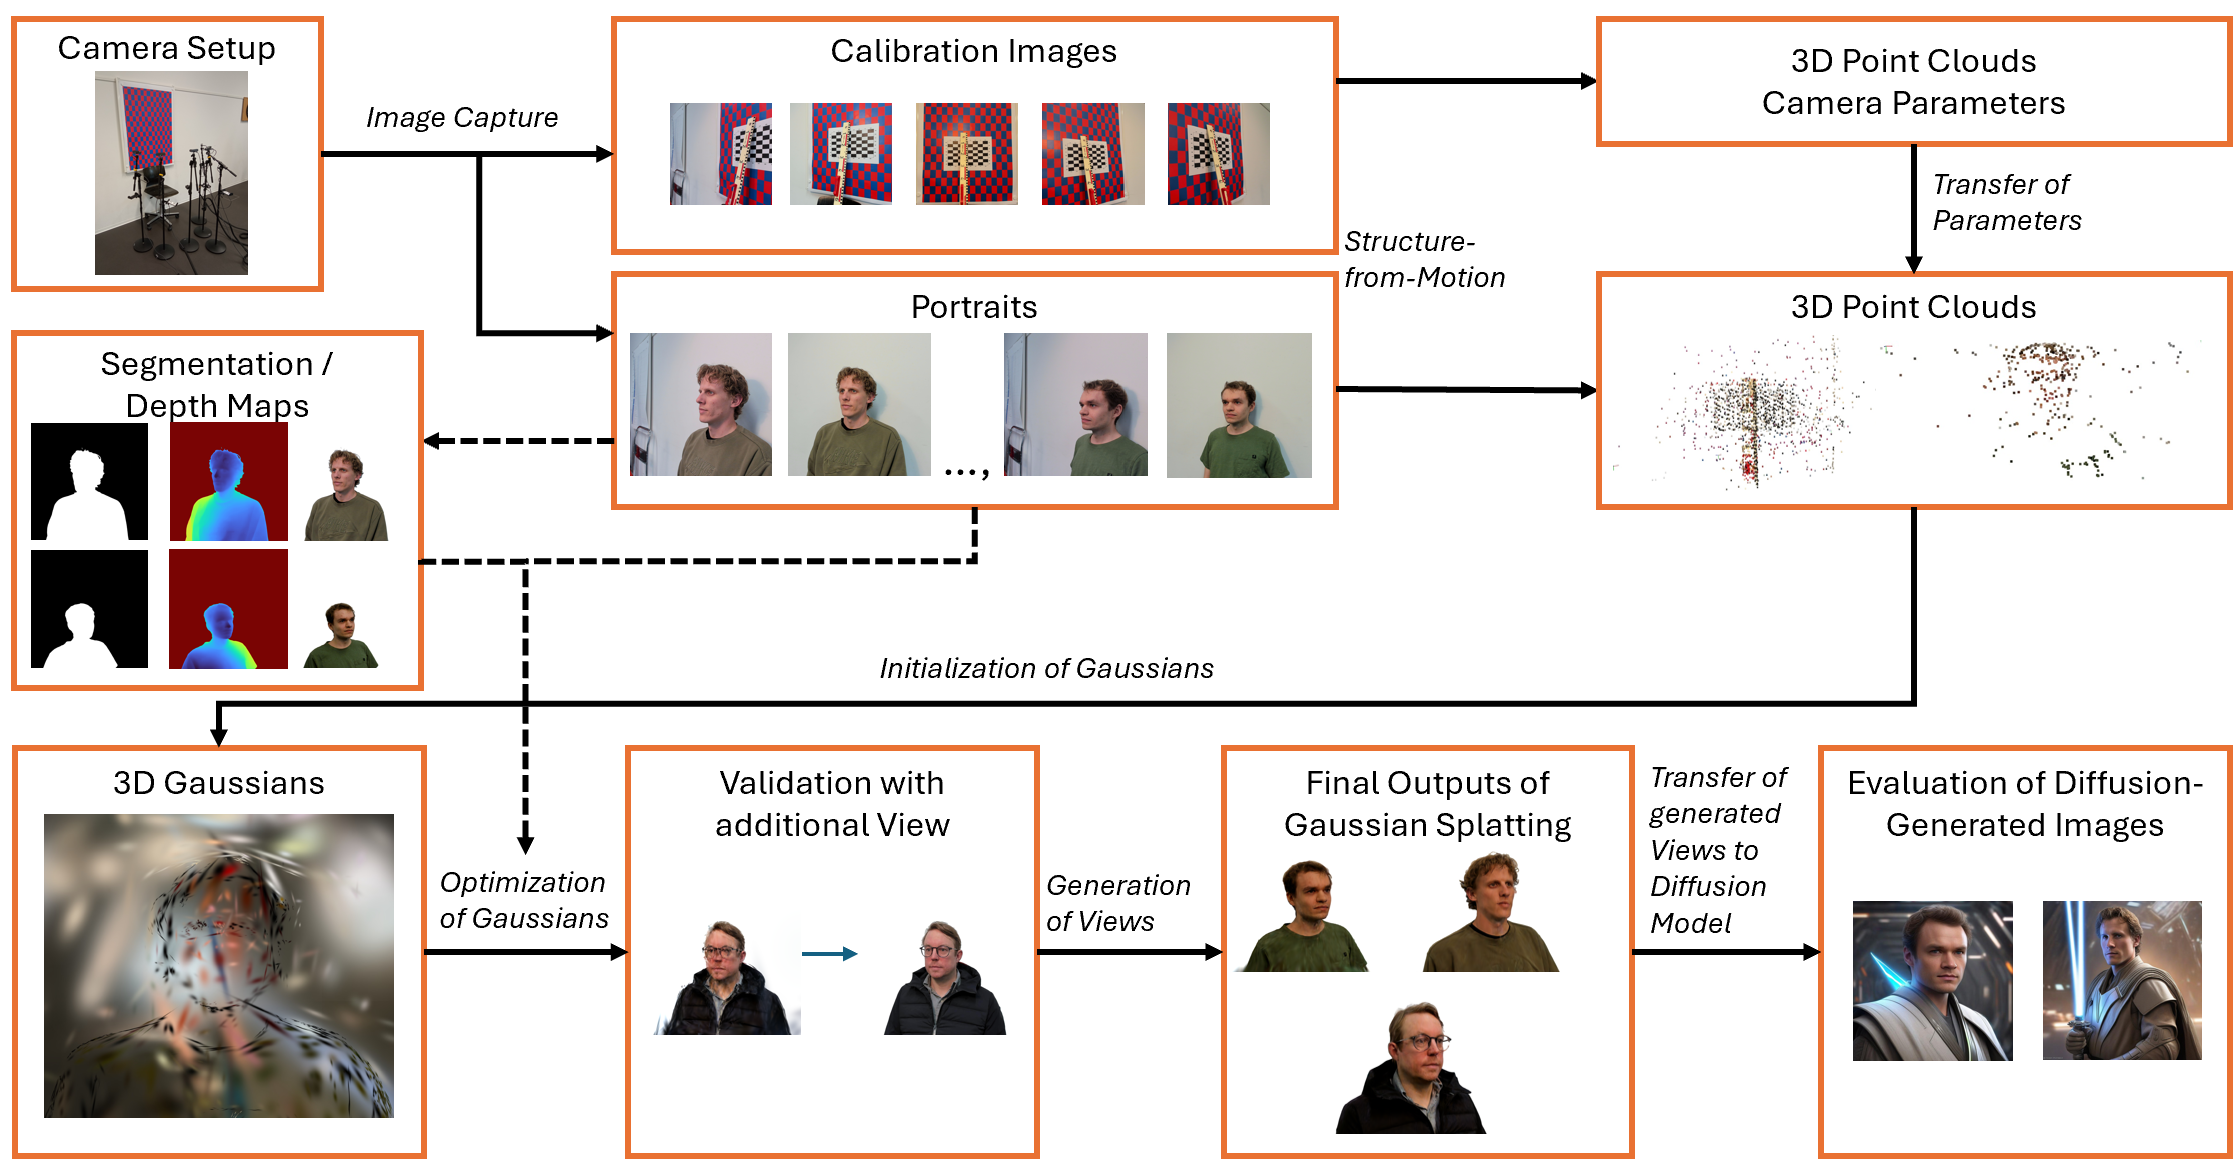 Camera Setup
Image Capture
Calibration Images
3D Point Clouds
Camera Parameters
Transfer of
Parameters
Structure-
from-Motion
Portraits
...,
3D Point Clouds
Segmentation /
Depth Maps
Initialization of Gaussians
3D Gaussians
Optimization
of Gaussians
Validation with
additional View
Generation
of Views
Final Outputs of
Gaussian Splatting
Transfer of
generated
Views to
Diffusion
Model
Evaluation of Diffusion-
Generated Images